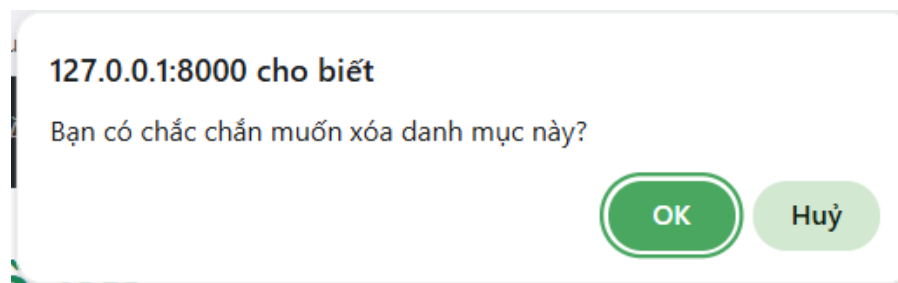 127.0.0.1:8000 cho biết
Bạn có chắc chắn muốn xóa danh mục này?
OK
Huỷ